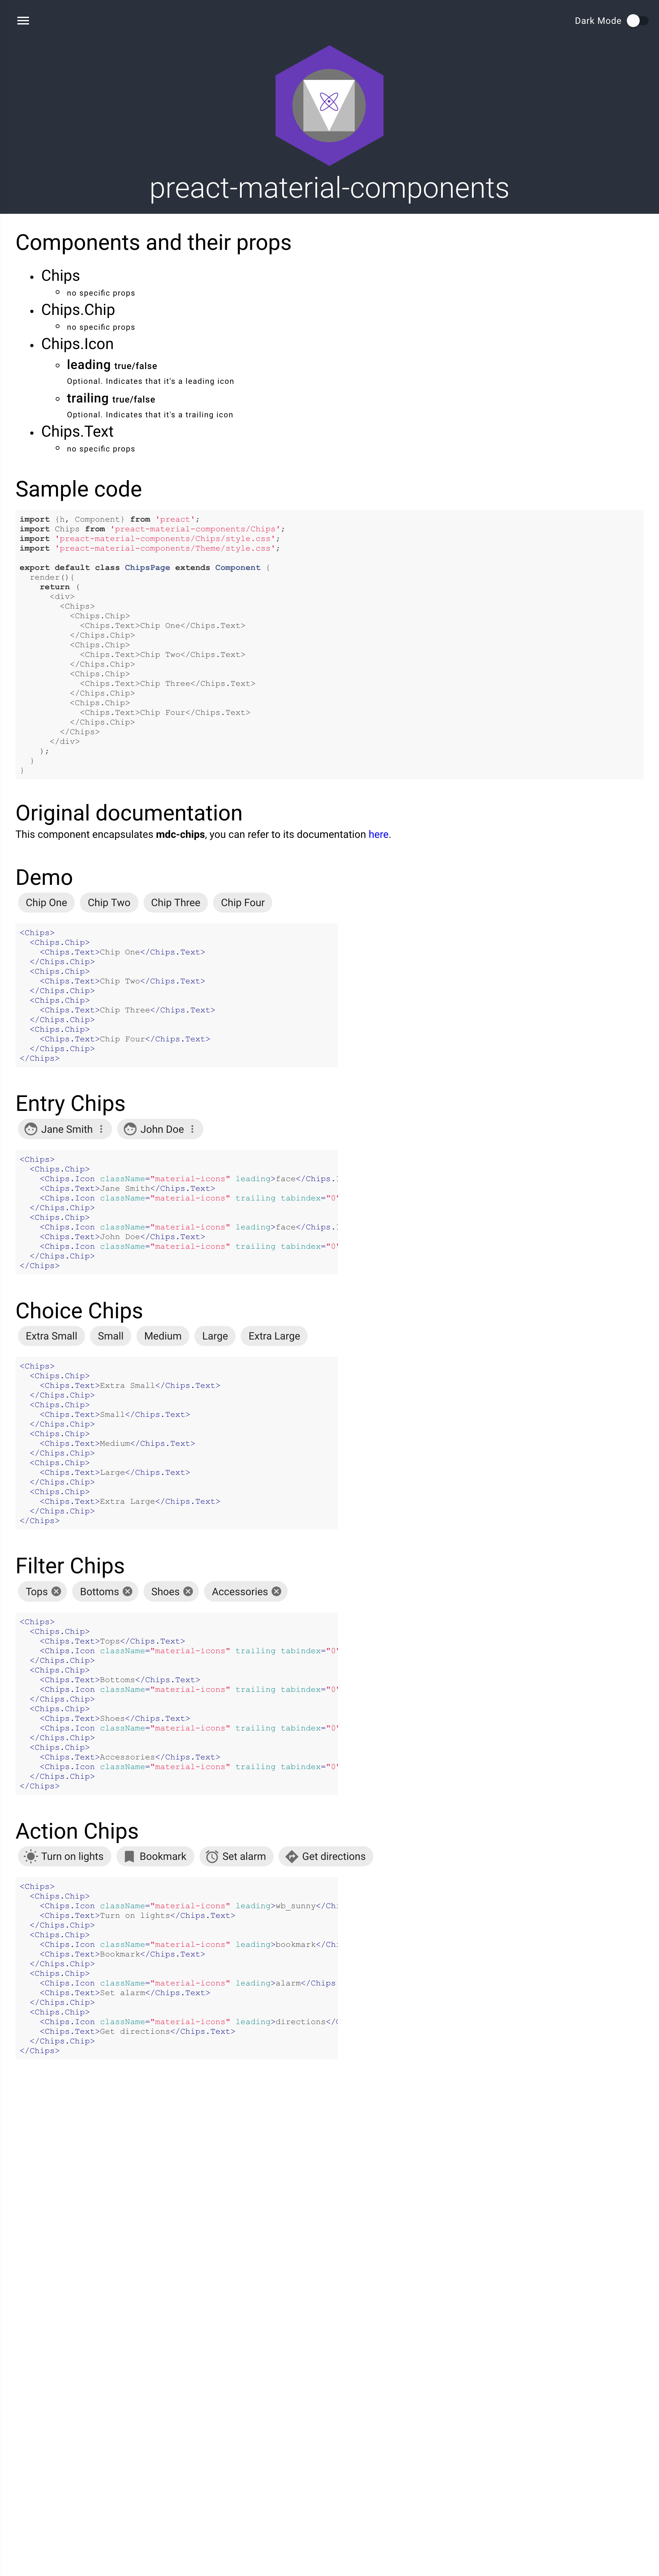 Dark Mode
preact-material-components
Components and their props
Chips
no specific props
Chips.Chip
no specific props
Chips.Icon
leading true/false
Optional. Indicates that it's a leading icon
trailing true/false
Optional. Indicates that it's a trailing icon
Chips.Text
no specific props
Sample code
import {h, Component} from 'preact';
import Chips from 'preact-material-components/Chips';
import 'preact-material-components/Chips/style.css';
import 'preact-material-components/Theme/style.css';
export default class ChipsPage extends Component {
render(){
return (
<div>
<Chips>
<Chips.Chip>
<Chips.Text>Chip One</Chips.Text>
</Chips.Chip>
<Chips.Chip>
<Chips.Text>Chip Two</Chips.Text>
</Chips.Chip>
<Chips.Chip>
<Chips.Text>Chip Three</Chips.Text>
</Chips.Chip>
<Chips.Chip>
<Chips.Text>Chip Four</Chips.Text>
</Chips.Chip>
</Chips>
</div>
);
}
}
Original documentation
This component encapsulates mdc-chips, you can refer to its documentation here.
Demo
Chip One Chip Two Chip Three Chip Four
<Chips>
<Chips.Chip>
<Chips.Text>Chip One</Chips.Text>
</Chips.Chip>
<Chips.Chip>
<Chips.Text>Chip Two</Chips.Text>
</Chips.Chip>
<Chips.Chip>
<Chips.Text>Chip Three</Chips.Text>
</Chips.Chip>
<Chips.Chip>
<Chips.Text>Chip Four</Chips.Text>
</Chips.Chip>
</Chips>
Entry Chips
Jane Smith John Doe
<Chips>
<Chips.Chip>
<Chips.Icon className="material-icons" leading>face</Chips.
<Chips.Text>Jane Smith</Chips.Text>
<Chips.Icon className="material-icons" trailing tabindex="0"
</Chips.Chip>
<Chips.Chip>
<Chips.Icon className="material-icons" leading>face</Chips.
<Chips.Text>John Doe</Chips.Text>
<Chips.Icon className="material-icons" trailing tabindex="0"
</Chips.Chip>
</Chips>
Choice Chips
Extra Small Small Medium Large Extra Large
<Chips>
<Chips.Chip>
<Chips.Text>Extra Small</Chips.Text>
</Chips.Chip>
<Chips.Chip>
<Chips.Text>Small</Chips.Text>
</Chips.Chip>
<Chips.Chip>
<Chips.Text>Medium</Chips.Text>
</Chips.Chip>
<Chips.Chip>
<Chips.Text>Large</Chips.Text>
</Chips.Chip>
<Chips.Chip>
<Chips.Text>Extra Large</Chips.Text>
</Chips.Chip>
</Chips>
Filter Chips
Tops Bottoms Shoes Accessories
<Chips>
<Chips.Chip>
<Chips.Text>Tops</Chips.Text>
<Chips.Icon className="material-icons" trailing tabindex="0"
</Chips.Chip>
<Chips.Chip>
<Chips.Text>Bottoms</Chips.Text>
<Chips.Icon className="material-icons" trailing tabindex="0"
</Chips.Chip>
<Chips.Chip>
<Chips.Text>Shoes</Chips.Text>
<Chips.Icon className="material-icons" trailing tabindex="0"
</Chips.Chip>
<Chips.Chip>
<Chips.Text>Accessories</Chips.Text>
<Chips.Icon className="material-icons" trailing tabindex="0"
</Chips.Chip>
</Chips>
Action Chips
Turn on lights Bookmark Set alarm Get directions
<Chips>
<Chips.Chip>
<Chips.Icon className="material-icons" leading>wb_sunny</Chi
<Chips.Text>Turn on lights</Chips.Text>
</Chips.Chip>
<Chips.Chip>
<Chips.Icon className="material-icons" leading>bookmark</Chi
<Chips.Text>Bookmark</Chips.Text>
</Chips.Chip>
<Chips.Chip>
<Chips.Icon className="material-icons" leading>alarm</Chips
<Chips.Text>Set alarm</Chips.Text>
</Chips.Chip>
<Chips.Chip>
<Chips.Icon className="material-icons" leading>directions</C
<Chips.Text>Get directions</Chips.Text>
</Chips.Chip>
</Chips>